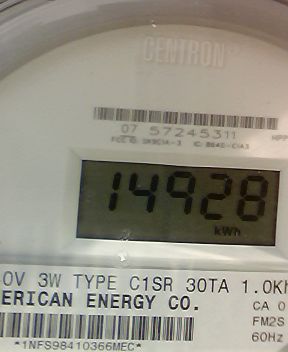 CENTRON®
07 57245311
14928
kWh
0V 3W TYPE C1SR 30TA 1.0Kh
ERICAN ENERGY CO.
CA 0
FM2S
60Hz
*1NFS98410366MEC*